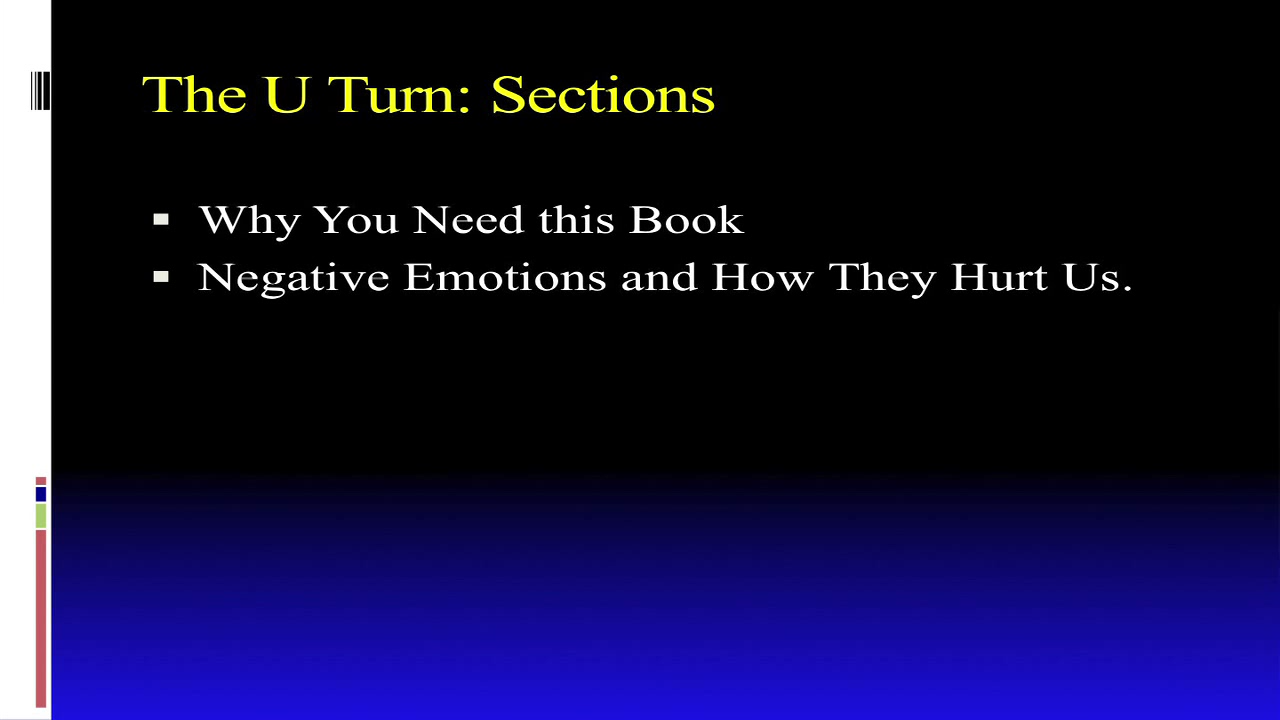 The U Turn: Sections
Why You Need this Book
Negative Emotions and How They Hurt Us.